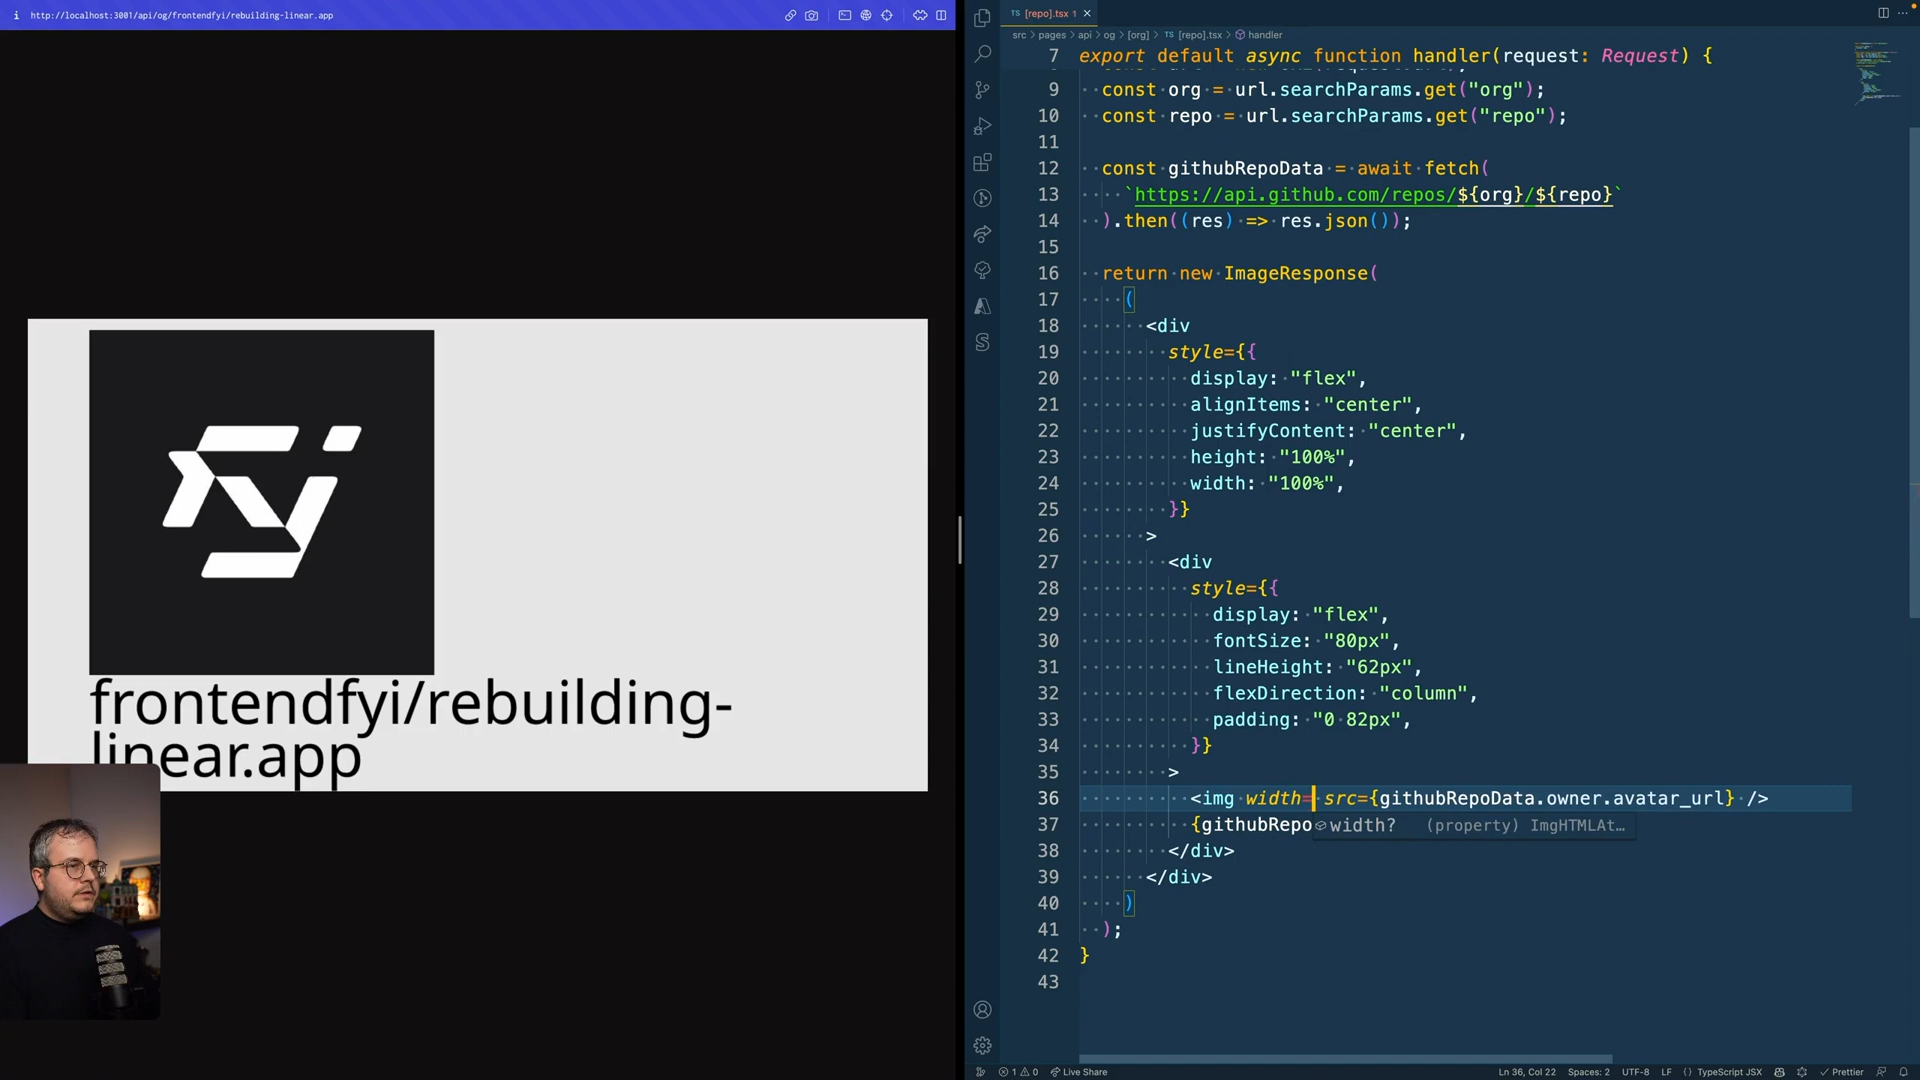 http://localhost:3001/api/og/frontendfyi/rebuilding-linear.app
frontendfyi/rebuilding-
linear.app
TS [repo].tsx 1
src > pages > api > og > [org] > TS [repo].tsx > handler
7 export default async function handler(request: Request) {
9 const org = url.searchParams.get("org");
10 const repo = url.searchParams.get("repo");
11
12 const githubRepoData = await fetch(
13 `https://api.github.com/repos/${org}/${repo}`
14 ).then((res) => res.json());
15
16 return new ImageResponse(
17 (
18 <div
19 style={{
20 display: "flex",
21 alignItems: "center",
22 justifyContent: "center",
23 height: "100%",
24 width: "100%",
25 }}
26 >
27 <div
28 style={{
29 display: "flex",
30 fontSize: "80px",
31 lineHeight: "62px",
32 flexDirection: "column",
33 padding: "0 82px",
34 }}
35 >
36 <img width= src={githubRepoData.owner.avatar_url} />
37 {githubRepo
width? (property) ImgHTMLAt…
38 </div>
39 </div>
40 )
41 );
42 }
43
1 0 Live Share Ln 36, Col 22 Spaces: 2 UTF-8 LF {} TypeScript JSX Prettier